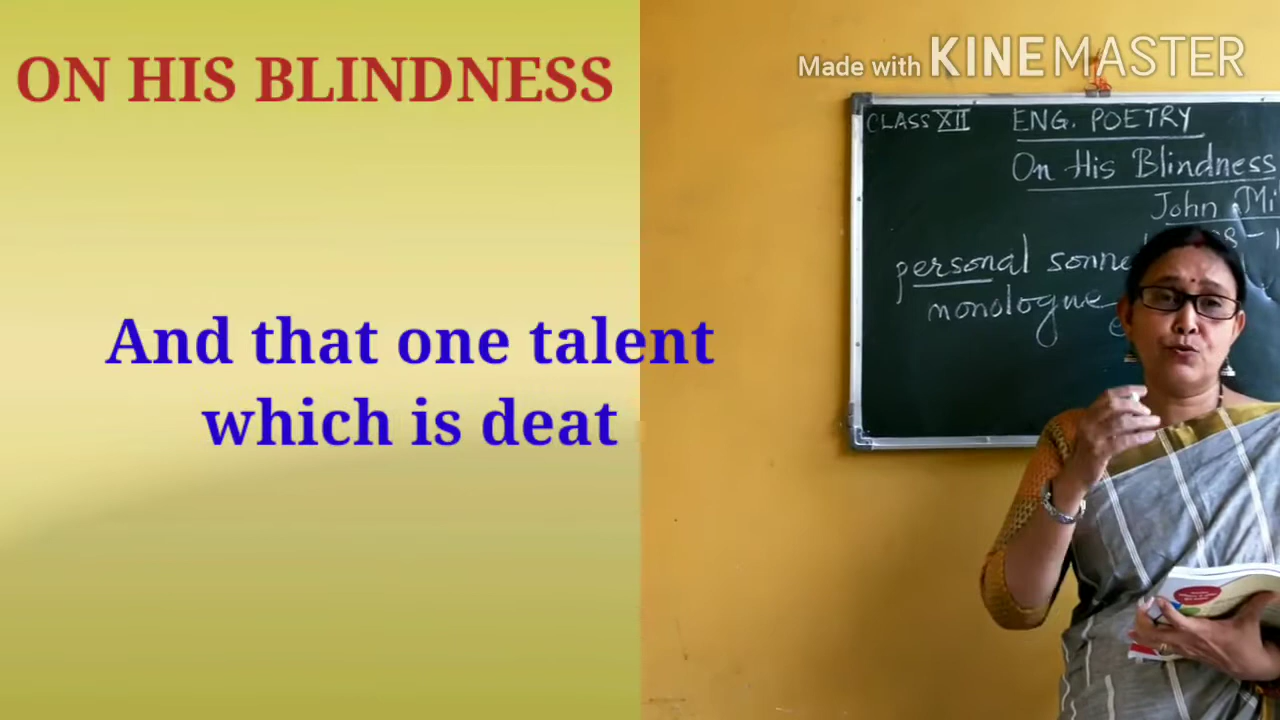 ON HIS BLINDNESS
And that one talent
which is deat
Made with KINEMASTER
CLASS XII ENG. POETRY
On His Blindness
John
personal
monologue